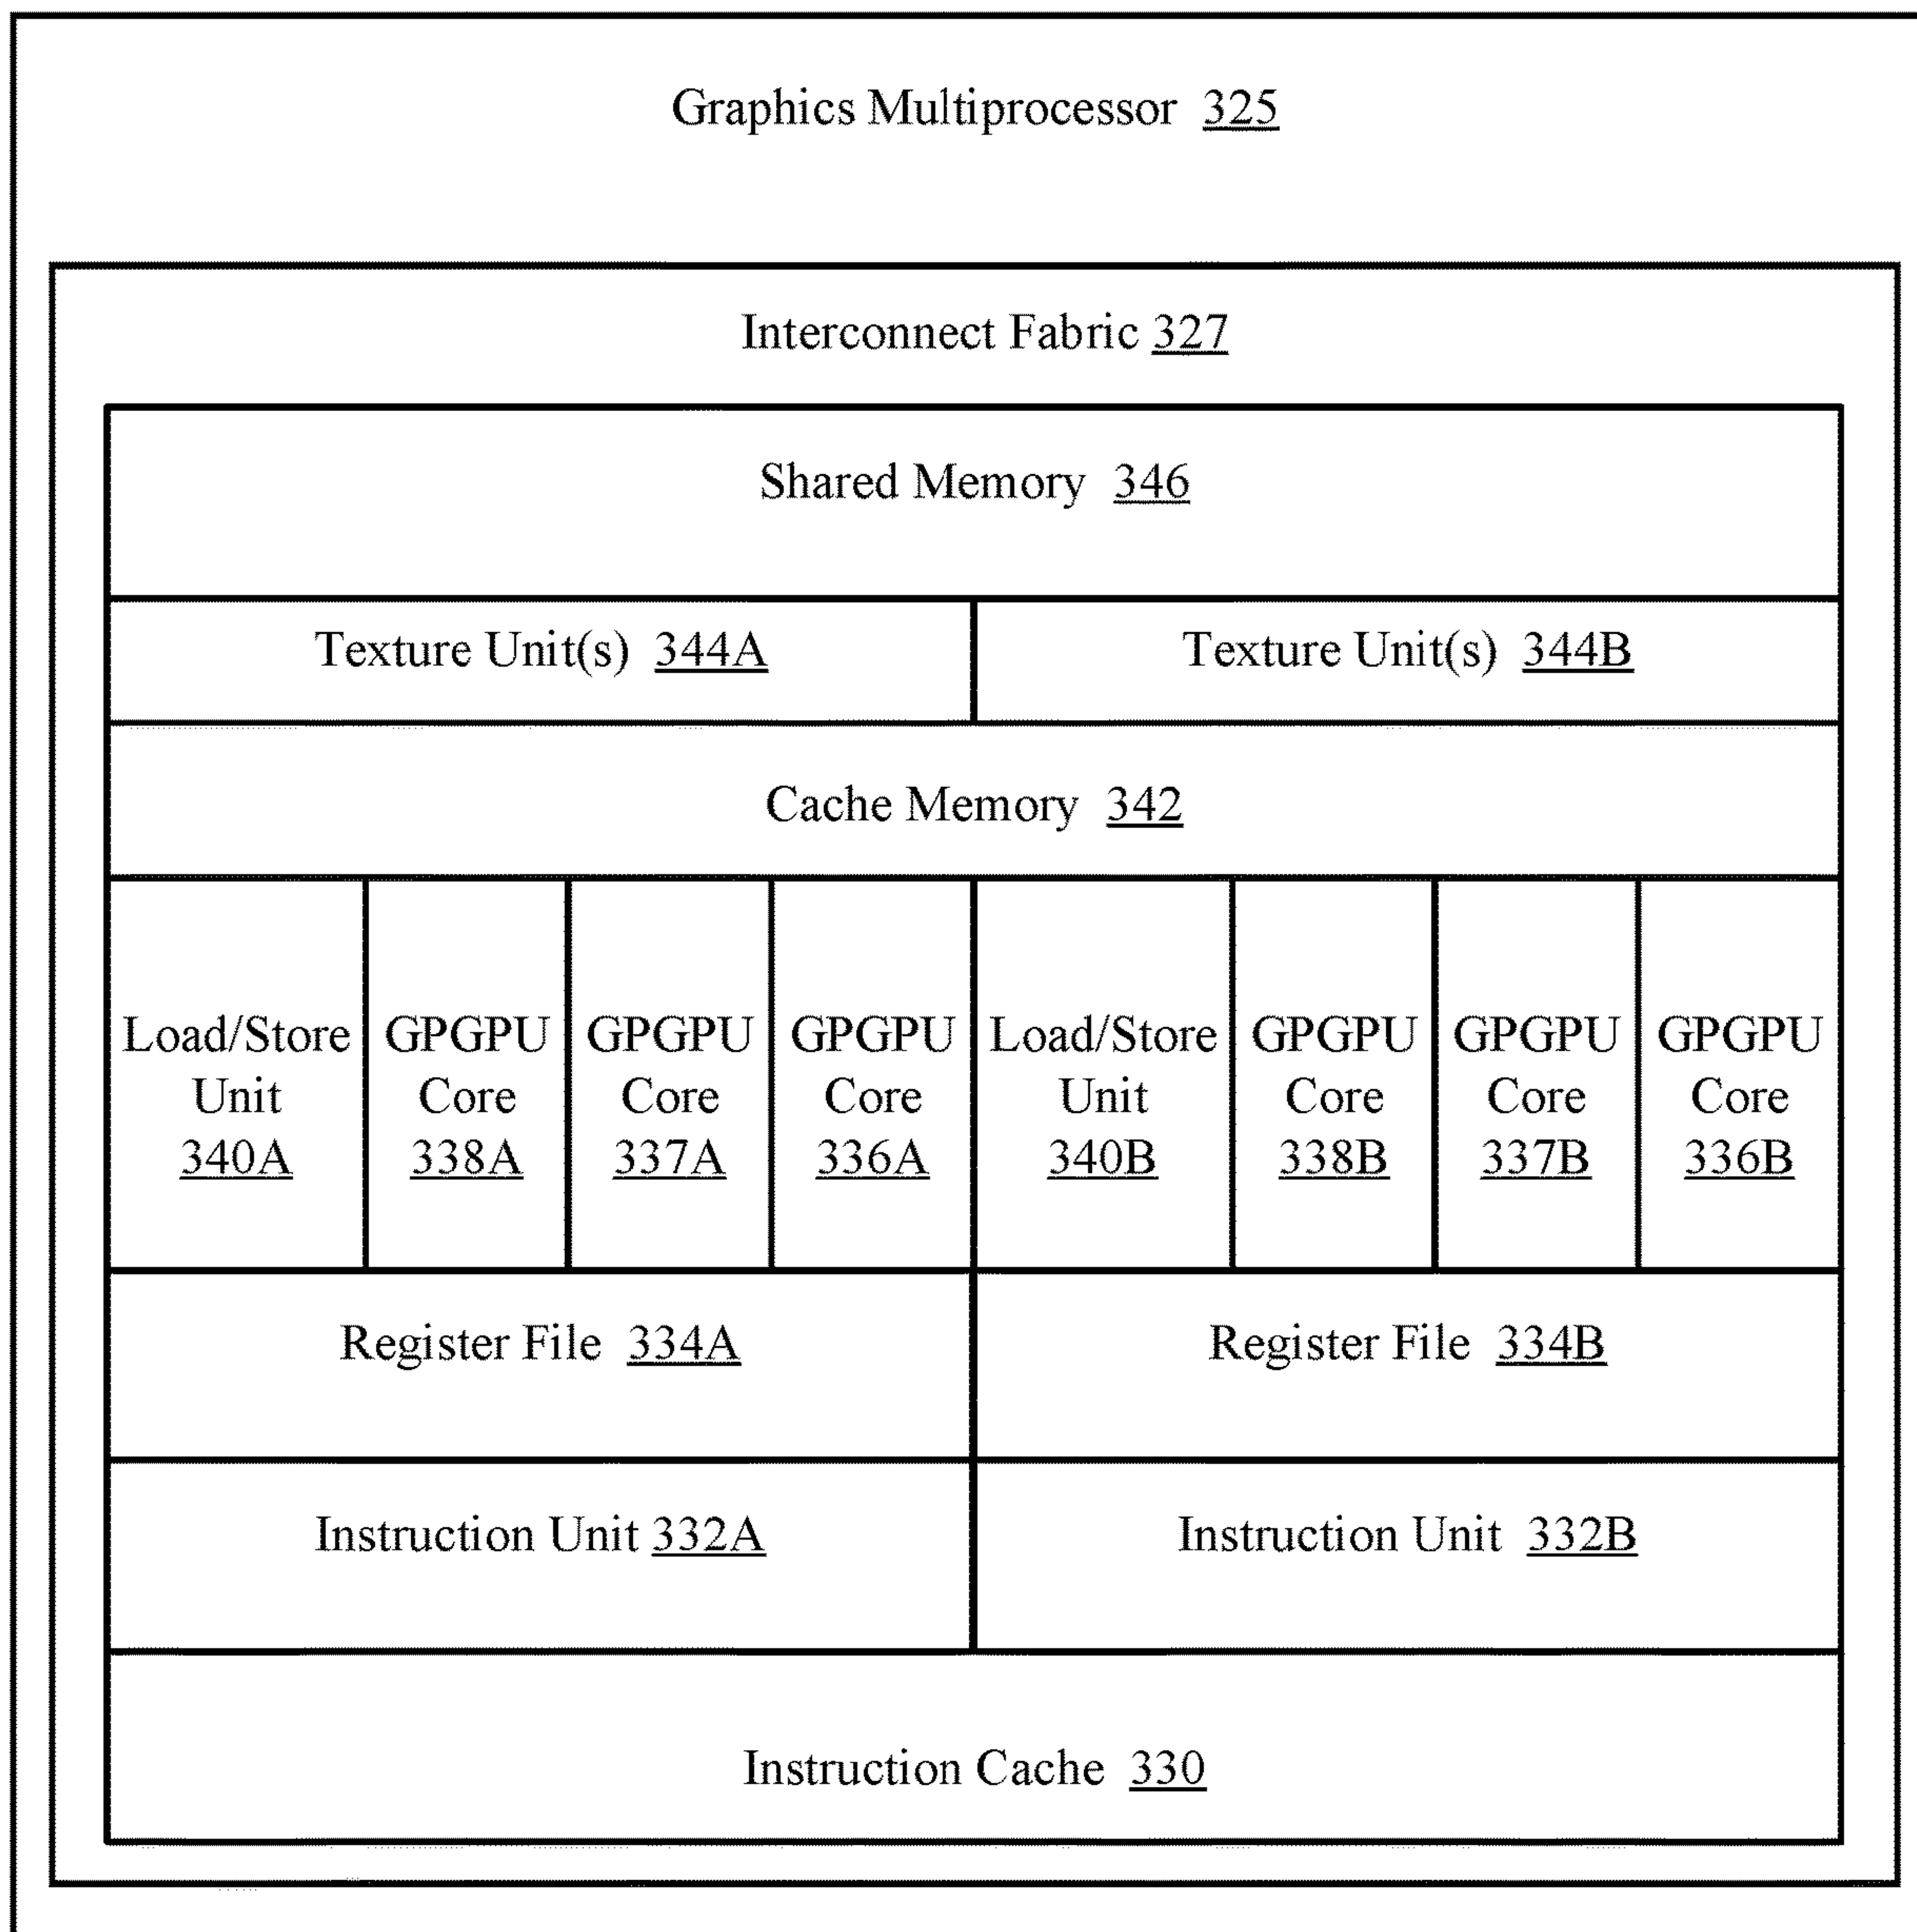 Graphics Multiprocessor 325
Interconnect Fabric 327
Shared Memory 346
Texture Unit(s) 344A
Texture Unit(s) 344B
Cache Memory 342
Load/Store
Unit
340A
GPGPU
Core
338A
GPGPU
Core
337A
GPGPU
Core
336A
Load/Store
Unit
340B
GPGPU
Core
338B
GPGPU
Core
337B
GPGPU
Core
336B
Register File 334A
Register File 334B
Instruction Unit 332A
Instruction Unit 332B
Instruction Cache 330